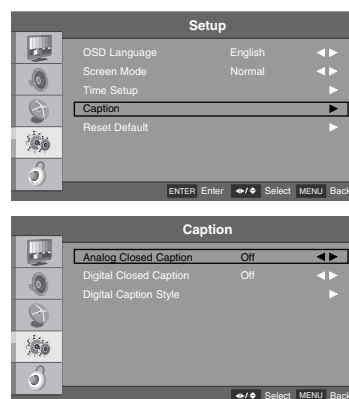 Setup
OSD Language English
Screen Mode Normal
Time Setup
Caption
Reset Default
ENTER Enter Select MENU Back
Caption
Analog Closed Caption Off
Digital Closed Caption Off
Digital Caption Style
Select MENU Back